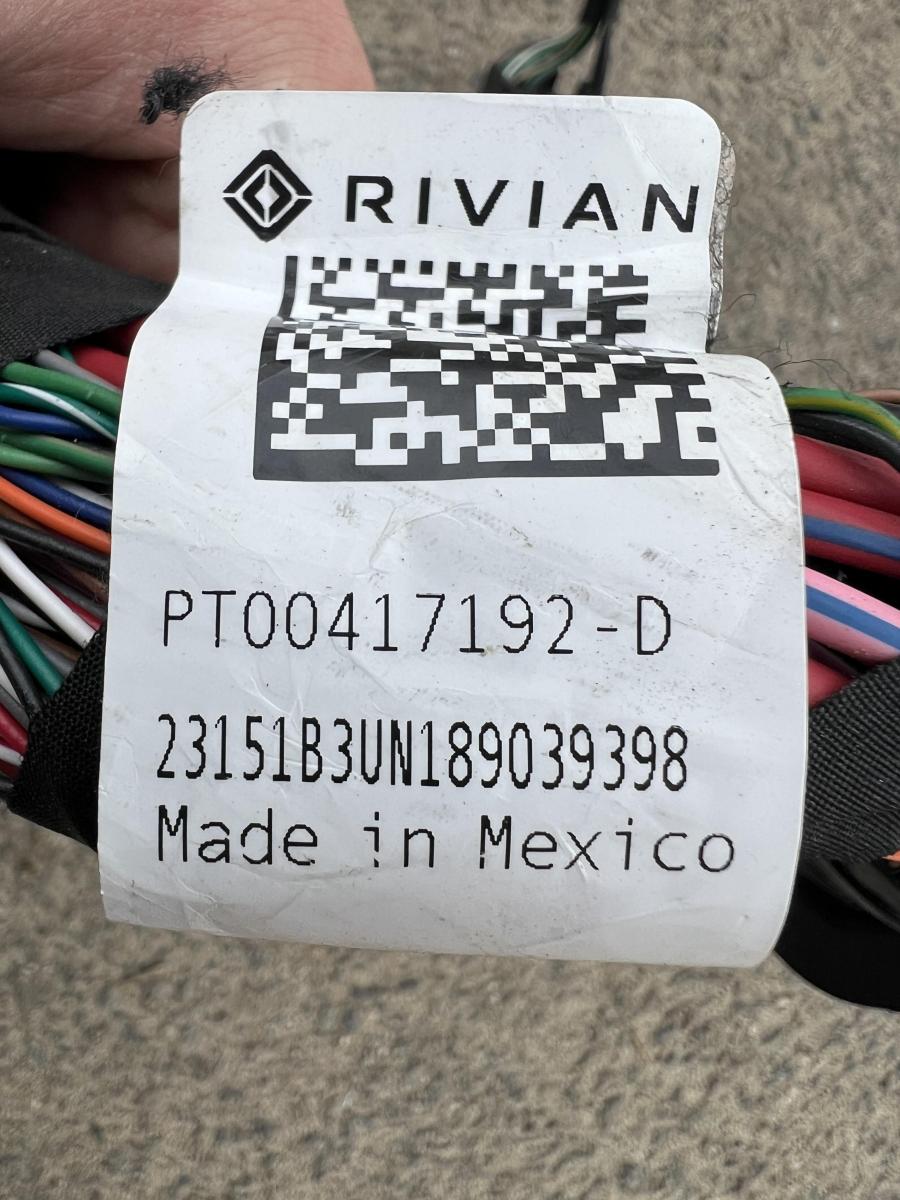 RIVIAN
PT00417192-D
23151B3UN189039398
Made in Mexico